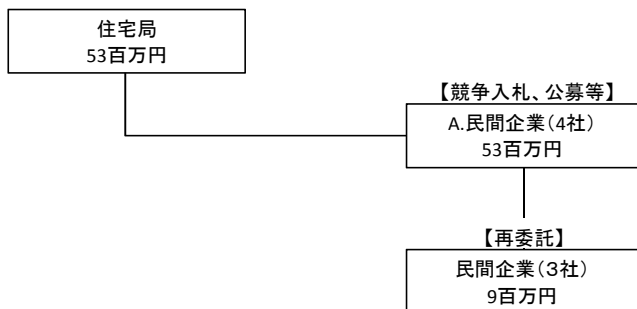 住宅局
53百万円
【競争入札、公募等】
A.民間企業（4社）
53百万円
【再委託】
民間企業（３社）
9百万円